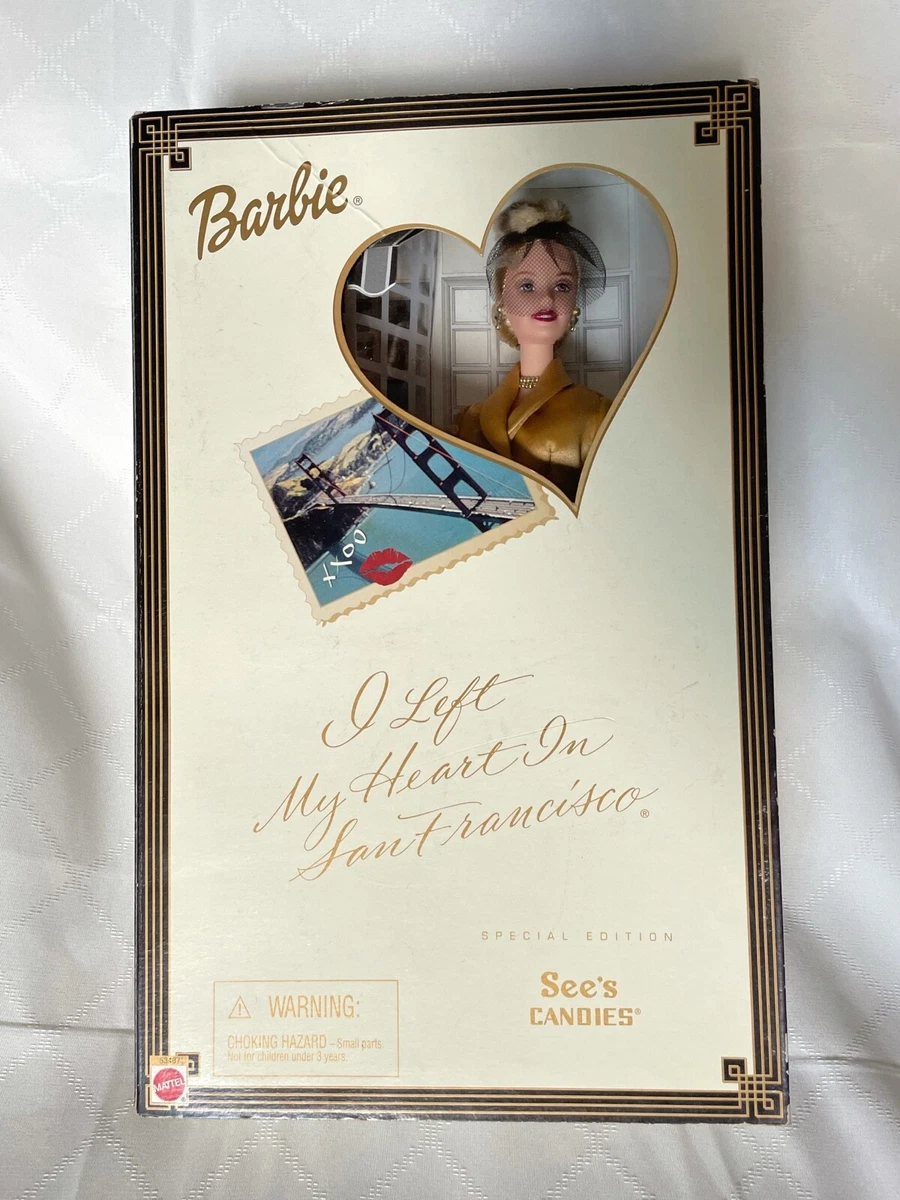 Barbie®
XXOO
I Left
My Heart In
San Francisco®
SPECIAL EDITION
See's
CANDIES®
⚠ WARNING:
CHOKING HAZARD – Small parts.
Not for children under 3 years.
MATTEL